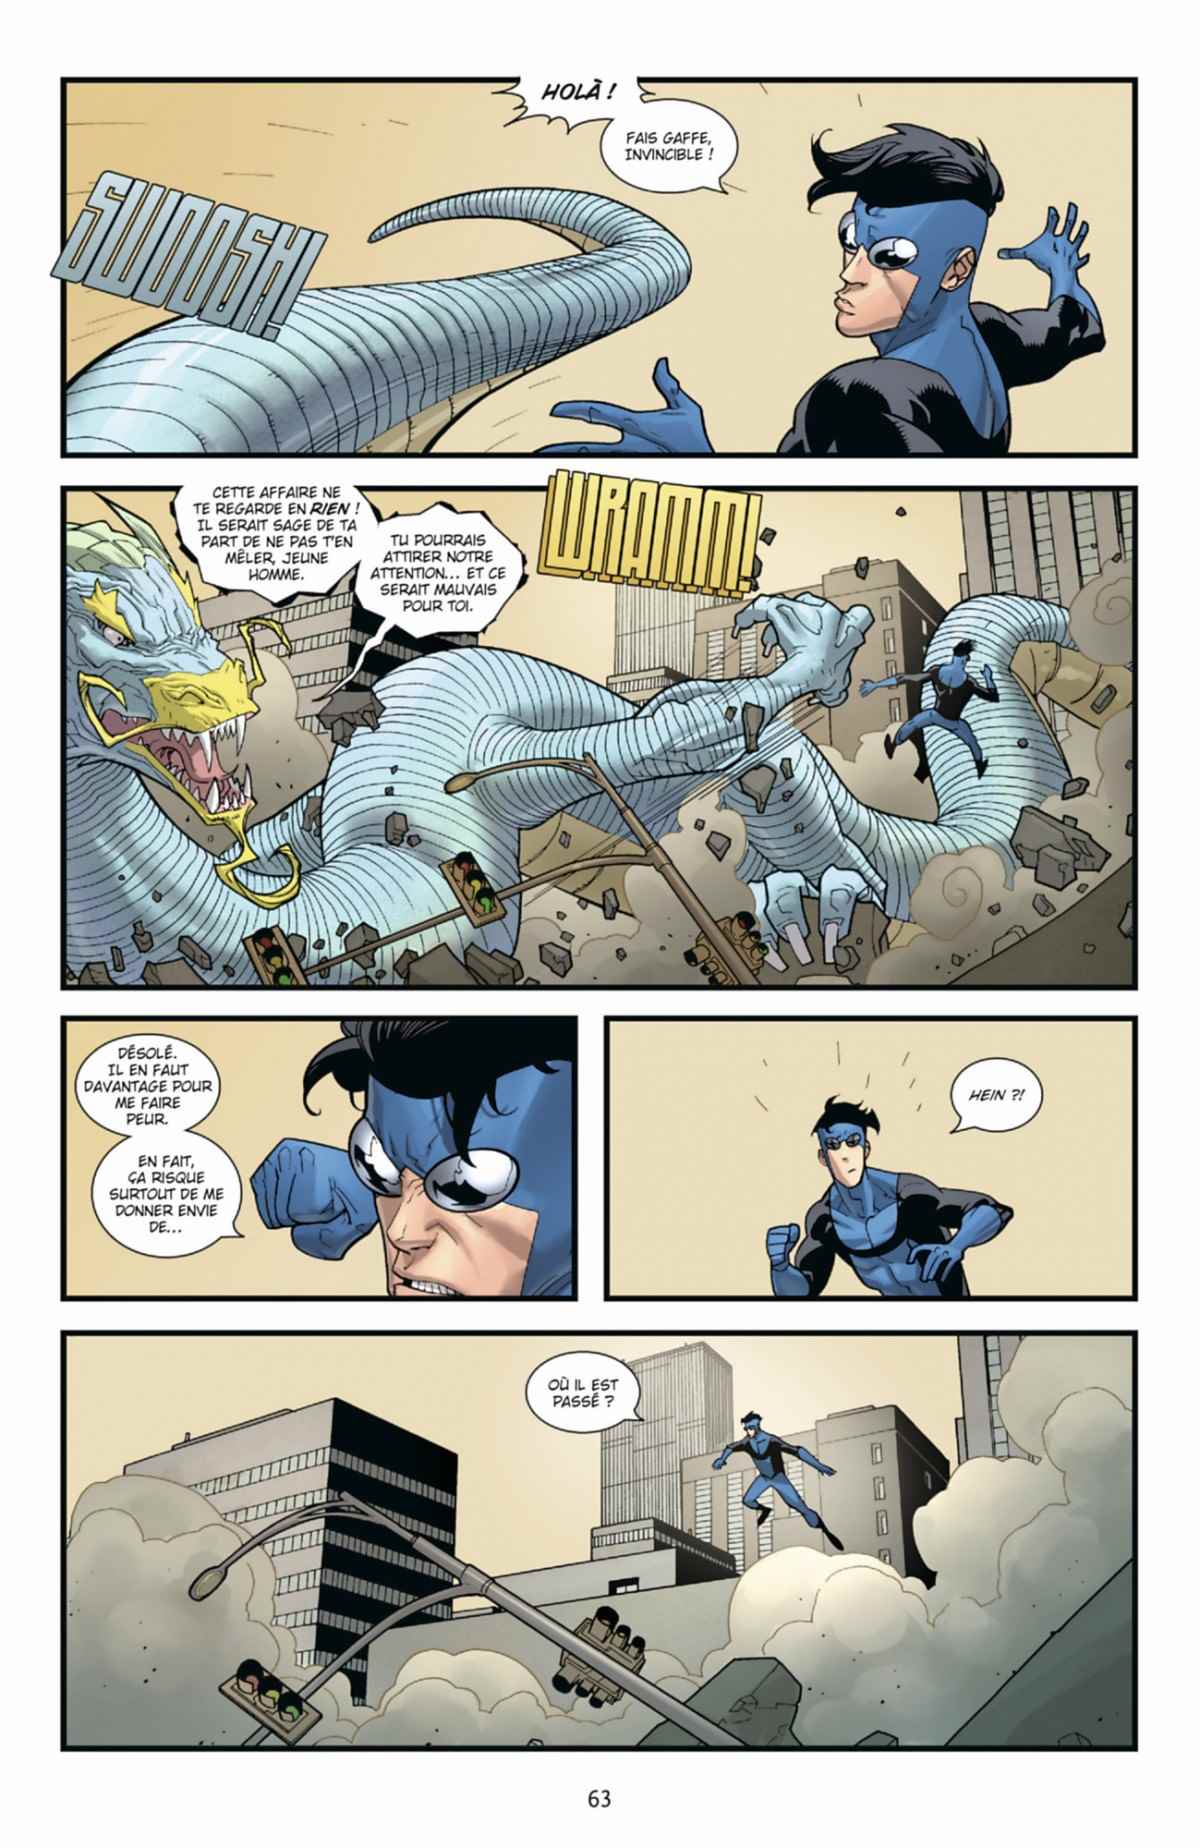 HOLÀ !
FAIS GAFFE,
INVINCIBLE !
SWOOSH!
CETTE AFFAIRE NE
TE REGARDE EN RIEN !
IL SERAIT SAGE DE TA
PART DE NE PAS T'EN
MÊLER, JEUNE
HOMME.
TU POURRAIS
ATTIRER NOTRE
ATTENTION... ET CE
SERAIT MAUVAIS
POUR TOI.
WRAMM!
DÉSOLÉ.
IL EN FAUT
DAVANTAGE POUR
ME FAIRE
PEUR.
EN FAIT,
ÇA RISQUE
SURTOUT DE ME
DONNER ENVIE
DE...
HEIN ?!
OÙ IL EST
PASSÉ ?
63